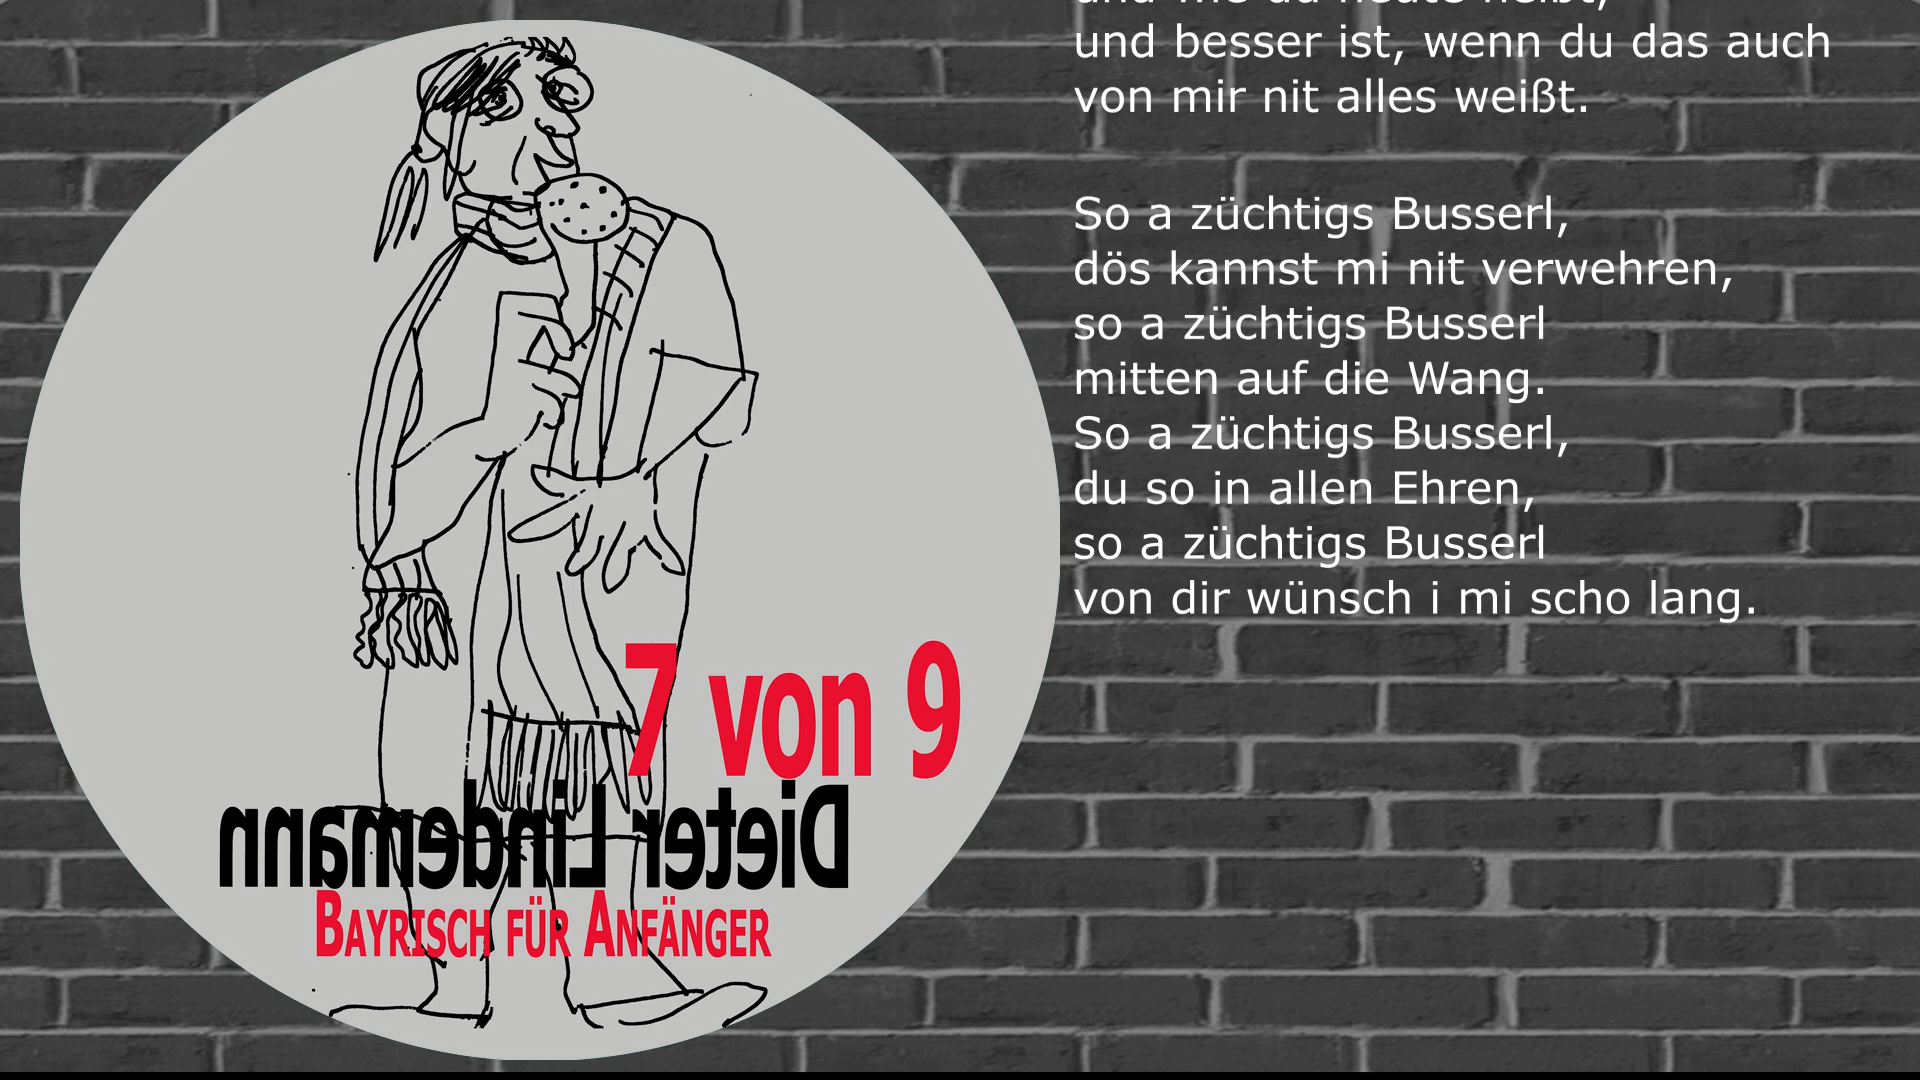 und besser ist, wenn du das auch
von mir nit alles weißt.
So a züchtigs Busserl,
dös kannst mi nit verwehren,
so a züchtigs Busserl
mitten auf die Wang.
So a züchtigs Busserl,
du so in allen Ehren,
so a züchtigs Busserl
von dir wünsch i mi scho lang.
7 von 9
Dieter Lindemann
Bayrisch für Anfänger